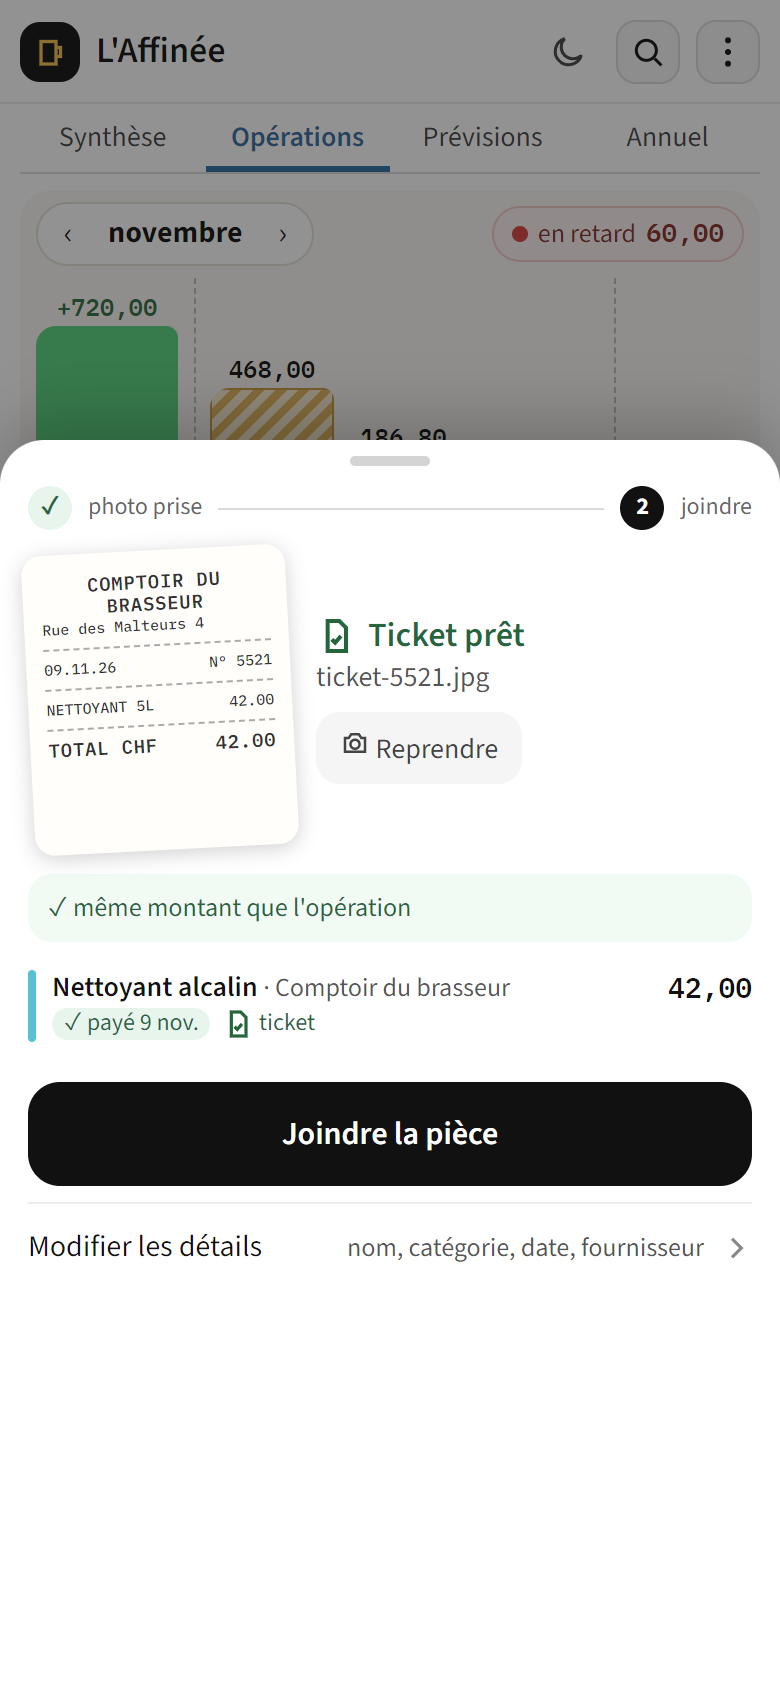 L'Affinée
Synthèse Opérations Prévisions Annuel
‹ novembre › en retard 60,00
+720,00
468,00
186,80
✓ photo prise 2 joindre
COMPTOIR DU
BRASSEUR
Rue des Malteurs 4
09.11.26 N° 5521
NETTOYANT 5L 42.00
TOTAL CHF 42.00
Ticket prêt
ticket-5521.jpg
Reprendre
✓ même montant que l'opération
Nettoyant alcalin · Comptoir du brasseur 42,00
✓ payé 9 nov. ticket
Joindre la pièce
Modifier les détails nom, catégorie, date, fournisseur